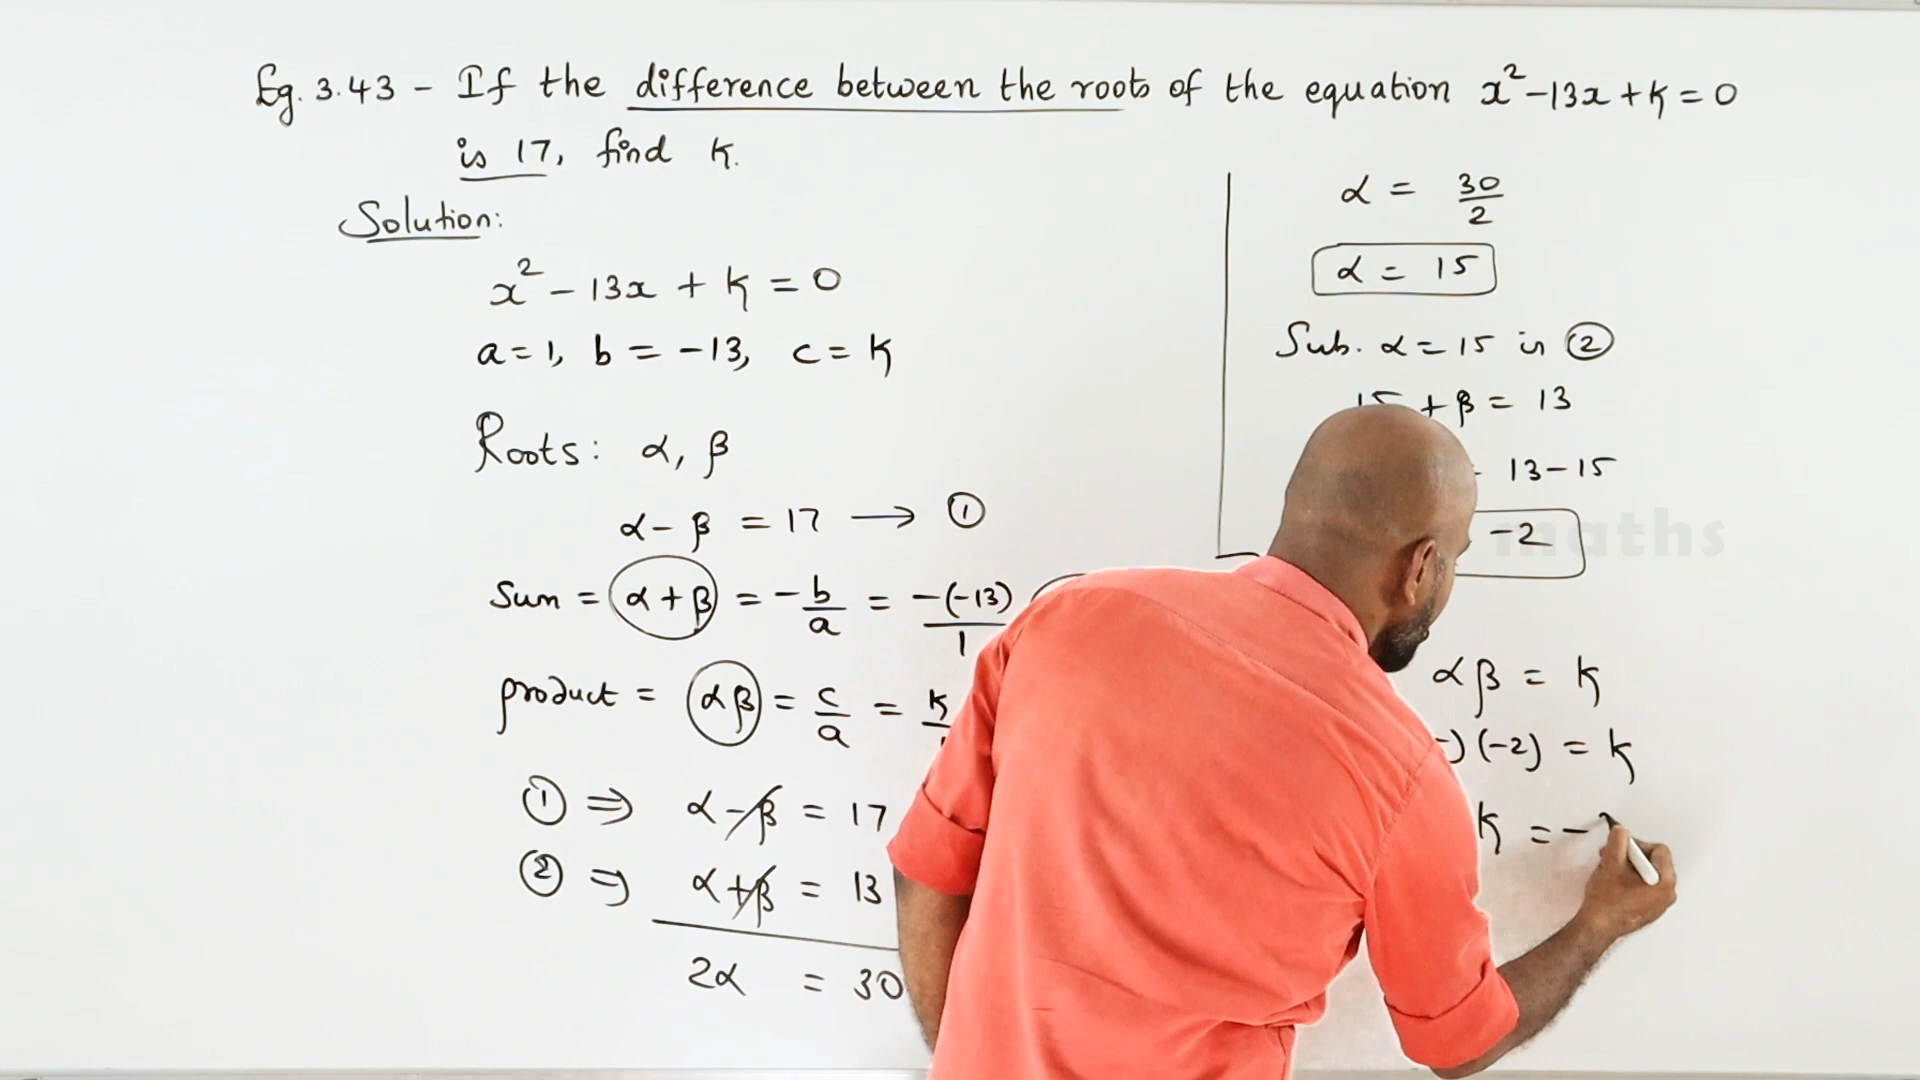 Eg. 3.43 - If the difference between the roots of the equation x² - 13x + k = 0
is 17, find k.
Solution:
x² - 13x + k = 0
a = 1, b = -13, c = k
Roots: α, β
α - β = 17 → ①
Sum = α + β = -b/a = -(-13)/1
product = αβ = c/a = k
① ⇒ α - β = 17
② ⇒ α + β = 13
2α = 30
α = 30/2
α = 15
Sub. α = 15 in ②
15 + β = 13
13 - 15
-2
maths
αβ = k
) (-2) = k
k = -